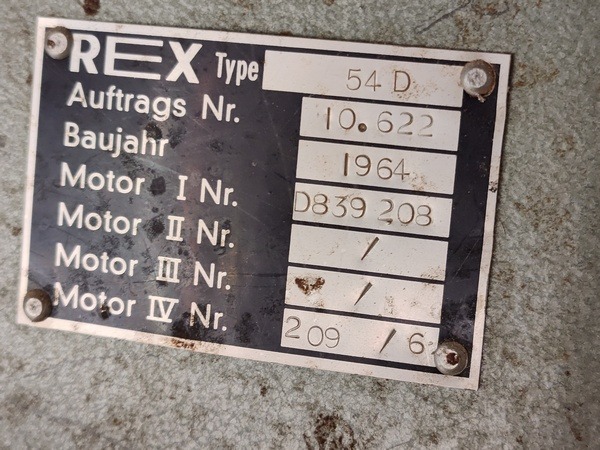 REX Type 54 D
Auftrags Nr. 10.622
Baujahr 1964
Motor I Nr. D839 208
Motor II Nr. /
Motor III Nr. /
Motor IV Nr. 209 / 6